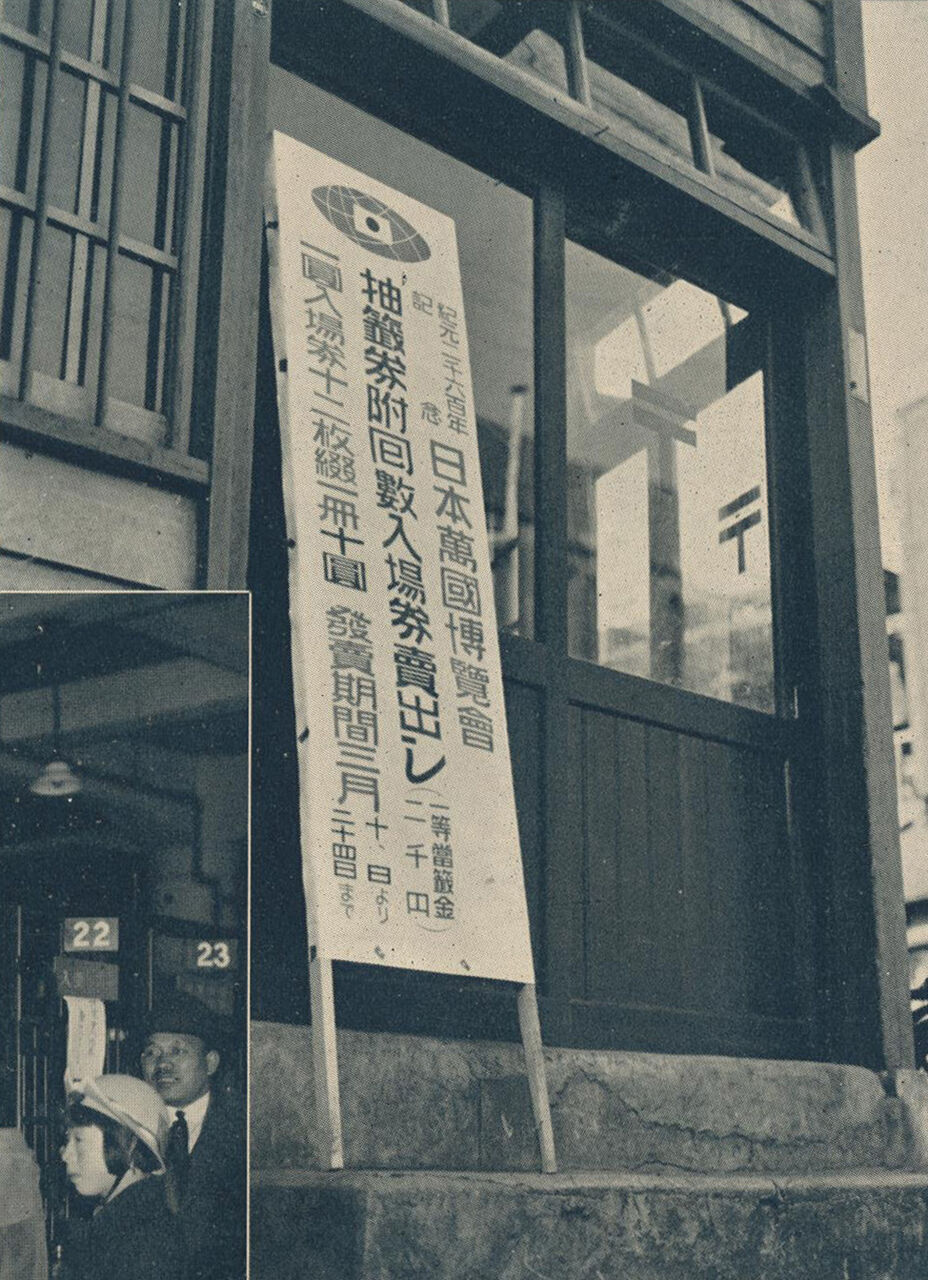 紀元二千六百年
記念
日本萬國博覽會
抽籤券附回數入場券賣出し
(一等當籤金
二千円)
一圓入場券十二枚綴一冊十圓
發賣期間三月
十日より
二十四日まで
〒
22
23